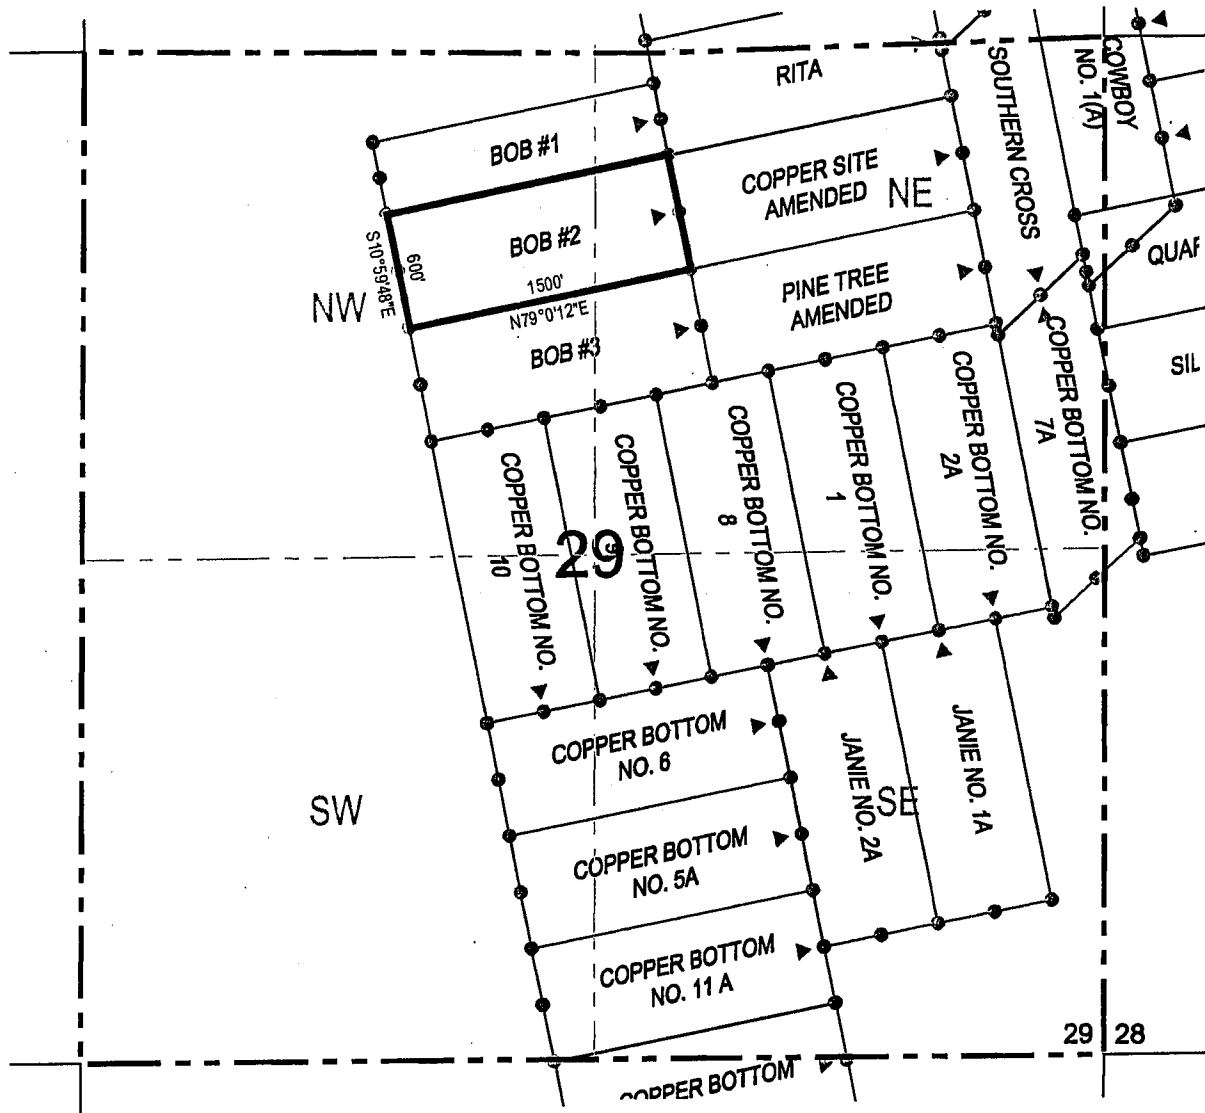 RITA
SOUTHERN CROSS
COWBOY
NO. 1(A)
BOB #1
COPPER SITE
AMENDED
NE
BOB #2
S10°59'48"E
600'
1500'
N79°0'12"E
NW
QUAR
PINE TREE
AMENDED
BOB #3
SIL
COPPER BOTTOM NO.
7A
COPPER BOTTOM NO.
2A
COPPER BOTTOM NO.
1
COPPER BOTTOM NO.
8
COPPER BOTTOM NO.
9
COPPER BOTTOM NO.
10
29
COPPER BOTTOM
NO. 6
JANIE NO. 2A
JANIE NO. 1A
SW
SE
COPPER BOTTOM
NO. 5A
COPPER BOTTOM
NO. 11 A
29 28
COPPER BOTTOM